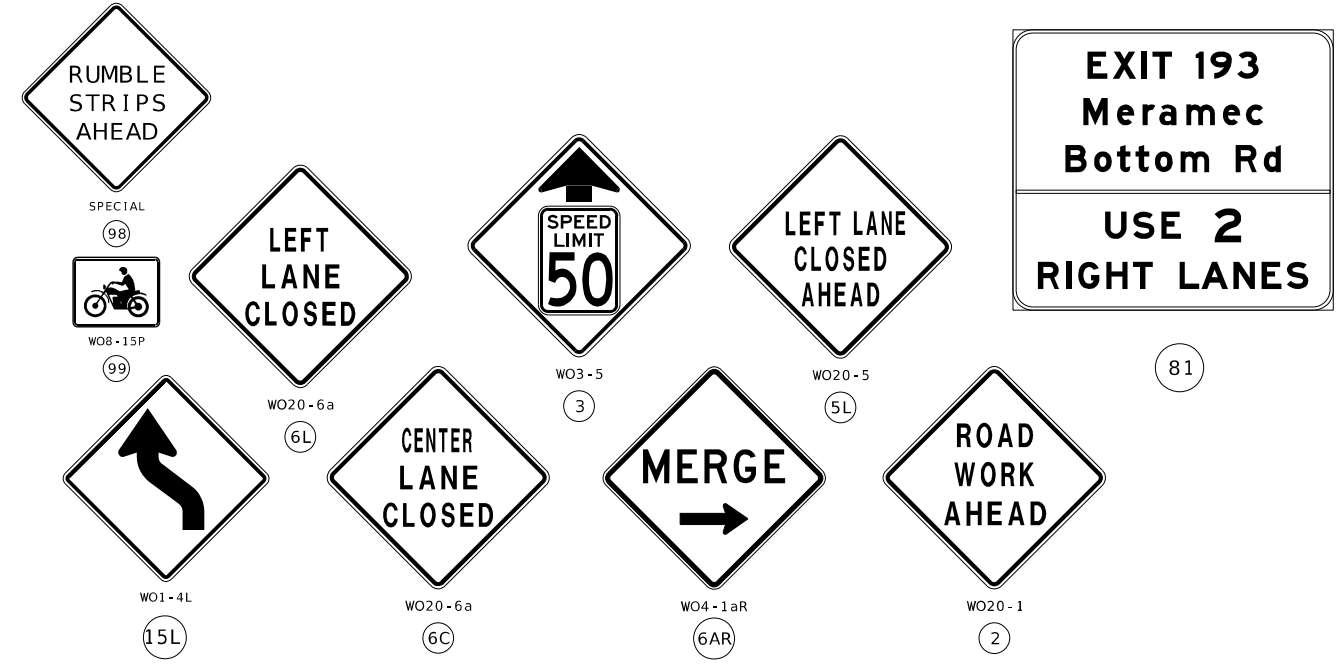 RUMBLE
STRIPS
AHEAD
SPECIAL
98
WO8-15P
99
LEFT
LANE
CLOSED
WO20-6a
6L
SPEED
LIMIT
50
WO3-5
3
LEFT LANE
CLOSED
AHEAD
WO20-5
5L
EXIT 193
Meramec
Bottom Rd
USE 2
RIGHT LANES
81
WO1-4L
15L
CENTER
LANE
CLOSED
WO20-6a
6C
MERGE
WO4-1aR
6AR
ROAD
WORK
AHEAD
WO20-1
2